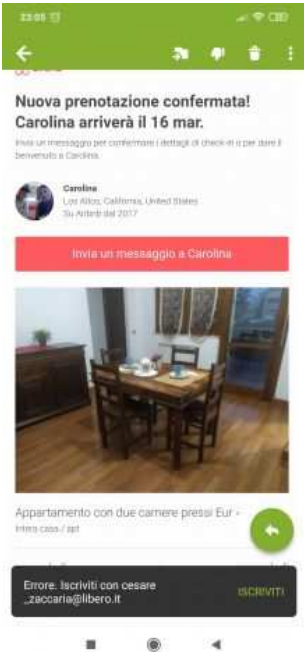 23:05
Nuova prenotazione confermata!
Carolina arriverà il 16 mar.
Invia un messaggio per confermare i dettagli di check-in o per dare il
benvenuto a Carolina.
Carolina
Los Altos, California, United States
Su Airbnb dal 2017
Invia un messaggio a Carolina
Appartamento con due camere pressi Eur -
Intera casa / apt
Errore. Iscriviti con cesare
_zaccaria@libero.it
ISCRIVITI